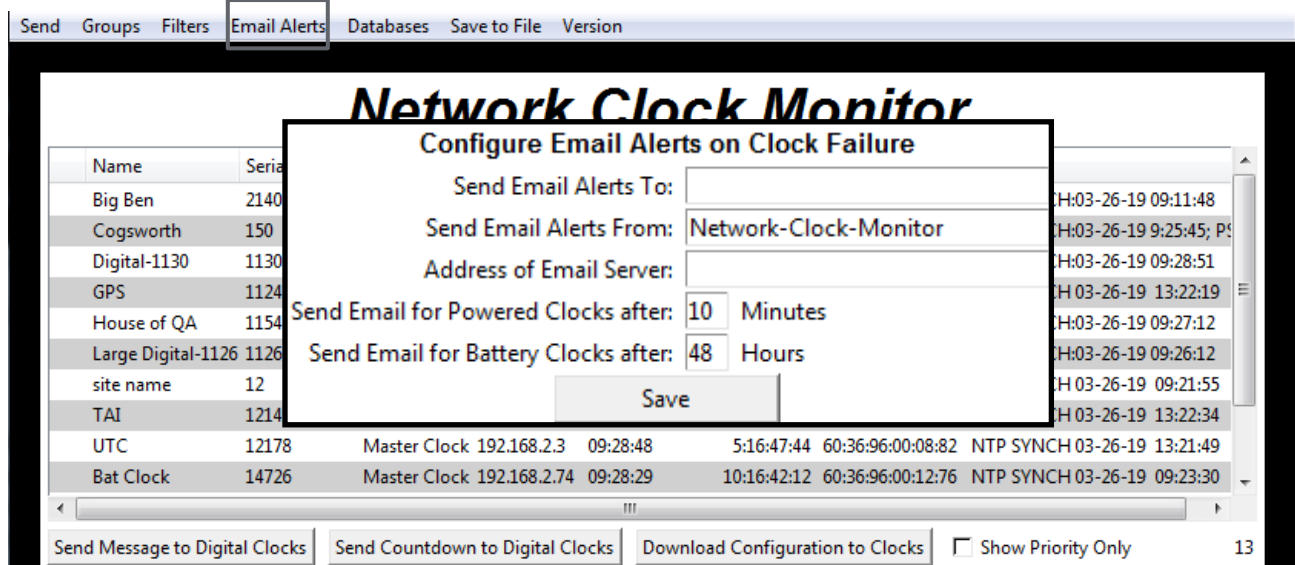 Send Groups Filters Email Alerts Databases Save to File Version
Network Clock Monitor
Configure Email Alerts on Clock Failure
Send Email Alerts To:
Send Email Alerts From: Network-Clock-Monitor
Address of Email Server:
Send Email for Powered Clocks after: 10 Minutes
Send Email for Battery Clocks after: 48 Hours
Save
Name Seria
Big Ben 2140 CH:03-26-19 09:11:48
Cogsworth 150 CH:03-26-19 9:25:45; PS
Digital-1130 1130 CH:03-26-19 09:28:51
GPS 1124 CH 03-26-19 13:22:19
House of QA 1154 CH:03-26-19 09:27:12
Large Digital-1126 1126 CH:03-26-19 09:26:12
site name 12 CH 03-26-19 09:21:55
TAI 1214 CH 03-26-19 13:22:34
UTC 12178 Master Clock 192.168.2.3 09:28:48 5:16:47:44 60:36:96:00:08:82 NTP SYNCH 03-26-19 13:21:49
Bat Clock 14726 Master Clock 192.168.2.74 09:28:29 10:16:42:12 60:36:96:00:12:76 NTP SYNCH 03-26-19 09:23:30
Send Message to Digital Clocks Send Countdown to Digital Clocks Download Configuration to Clocks Show Priority Only 13